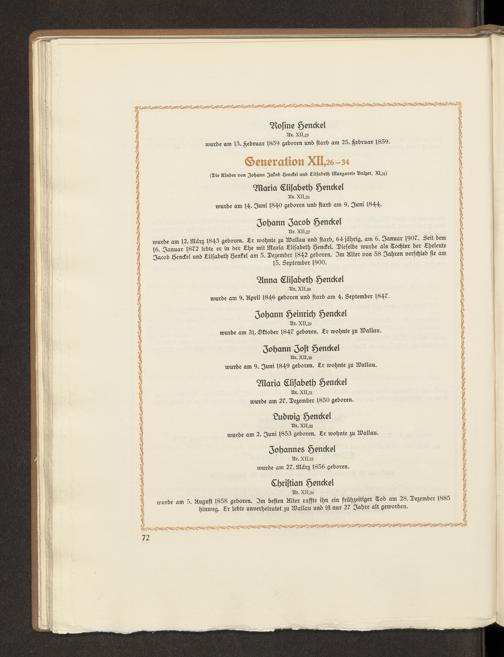 Rosine Henckel
Nr. XII,25
wurde am 13. Februar 1859 geboren und starb am 25. Februar 1859.
Generation XII,26–34
(Die Kinder von Johann Jakob Henckel und Elisabeth Margarete Balzer, XI,11)
Maria Elisabeth Henckel
Nr. XII,26
wurde am 14. Juni 1840 geboren und starb am 9. Juni 1844.
Johann Jacob Henckel
Nr. XII,27
wurde am 12. März 1843 geboren. Er wohnte zu Wallau und starb, 64 jährig, am 6. Januar 1907. Seit dem
16. Januar 1872 lebte er in der Ehe mit Maria Elisabeth Henckel. Dieselbe wurde als Tochter der Eheleute
Jacob Henckel und Elisabeth Henckel am 5. Dezember 1842 geboren. Im Alter von 58 Jahren verschied sie am
15. September 1900.
Anna Elisabeth Henckel
Nr. XII,28
wurde am 9. April 1846 geboren und starb am 4. September 1847.
Johann Heinrich Henckel
Nr. XII,29
wurde am 31. Oktober 1847 geboren. Er wohnte zu Wallau.
Johann Jost Henckel
Nr. XII,30
wurde am 9. Juni 1849 geboren. Er wohnte zu Wallau.
Maria Elisabeth Henckel
Nr. XII,31
wurde am 27. Dezember 1850 geboren.
Ludwig Henckel
Nr. XII,32
wurde am 2. Juni 1853 geboren. Er wohnte zu Wallau.
Johannes Henckel
Nr. XII,33
wurde am 27. März 1856 geboren.
Christian Henckel
Nr. XII,34
wurde am 5. August 1858 geboren. Im besten Alter raffte ihn ein frühzeitiger Tod am 28. Dezember 1885
hinweg. Er lebte unverheiratet zu Wallau und ist nur 27 Jahre alt geworden.
72